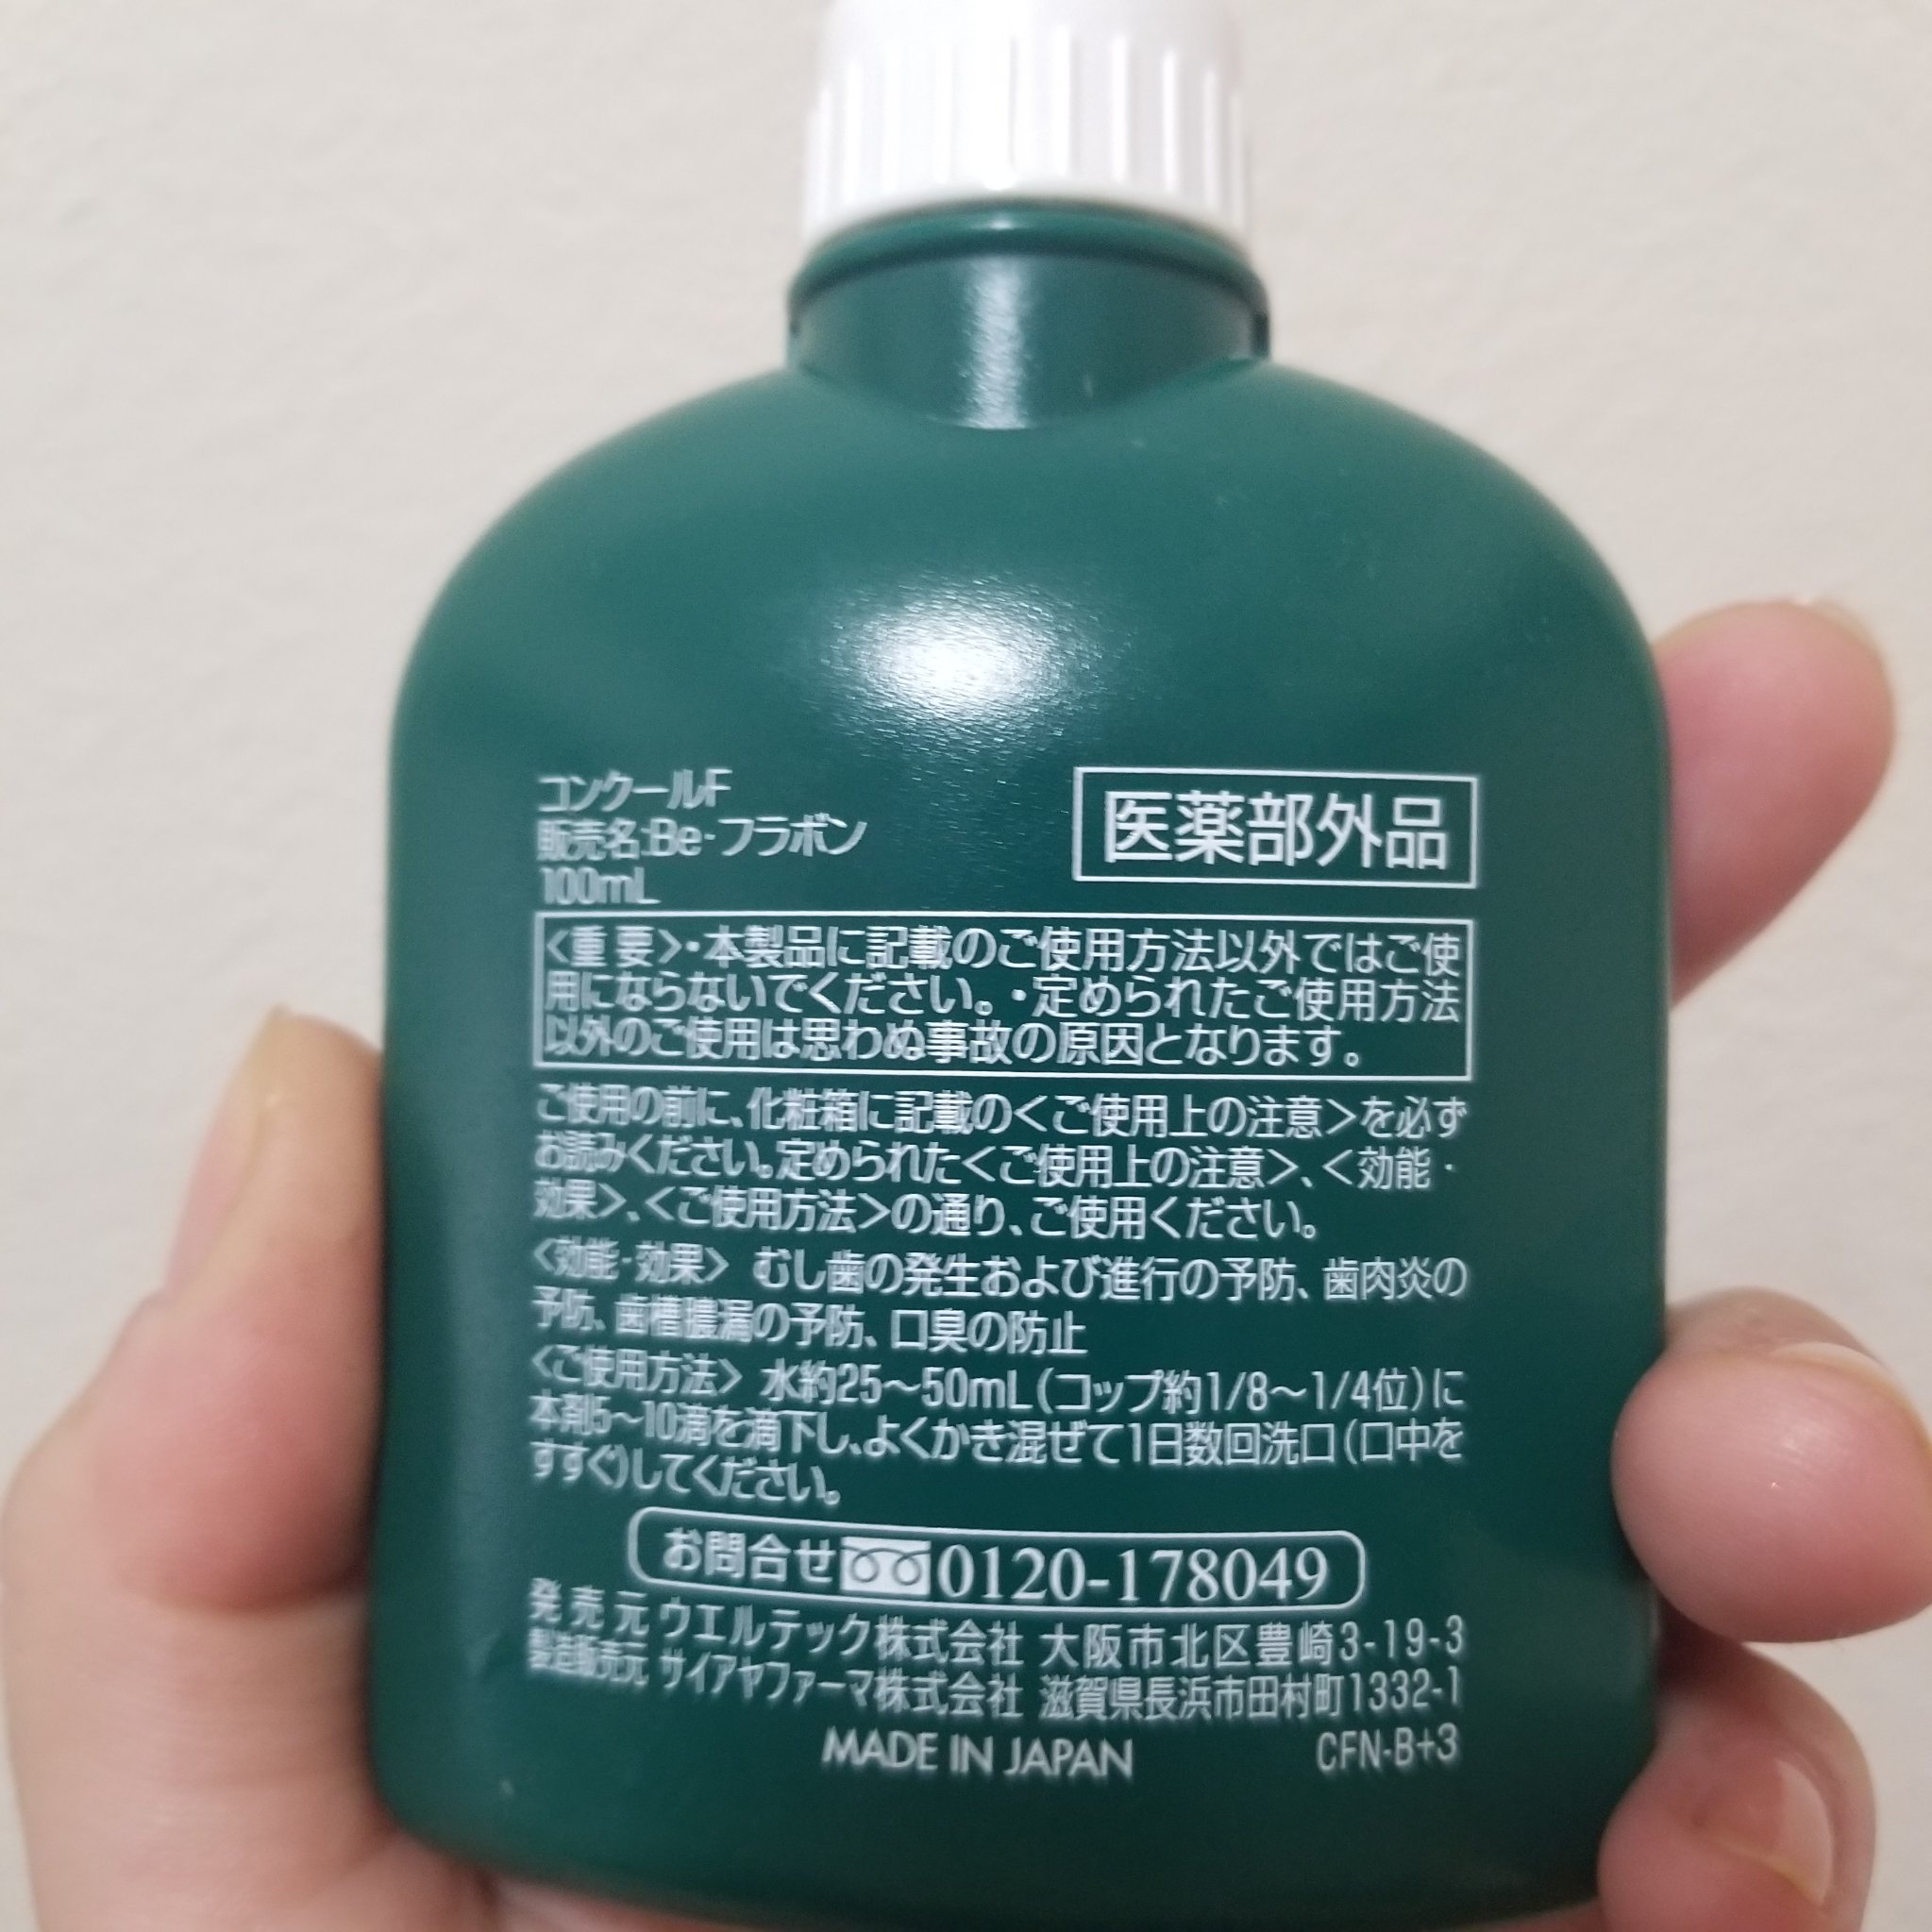 コンクールF
販売名:Be-フラボン
100mL
医薬部外品
<重要>・本製品に記載のご使用方法以外ではご使
用にならないでください。・定められたご使用方法
以外のご使用は思わぬ事故の原因となります。
ご使用の前に、化粧箱に記載の<ご使用上の注意>を必ず
お読みください。定められた<ご使用上の注意>、<効能・
効果>、<ご使用方法>の通り、ご使用ください。
<効能・効果> むし歯の発生および進行の予防、歯肉炎の
予防、歯槽膿漏の予防、口臭の防止
<ご使用方法> 水約25~50mL(コップ約1/8~1/4位)に
本剤5~10滴を滴下し、よくかき混ぜて1日数回洗口(口中を
すすぐ)してください。
お問合せ 0120-178049
発売元 ウエルテック株式会社 大阪市北区豊崎3-19-3
製造販売元 サイアヤファーマ株式会社 滋賀県長浜市田村町1332-1
MADE IN JAPAN CFN-B+3